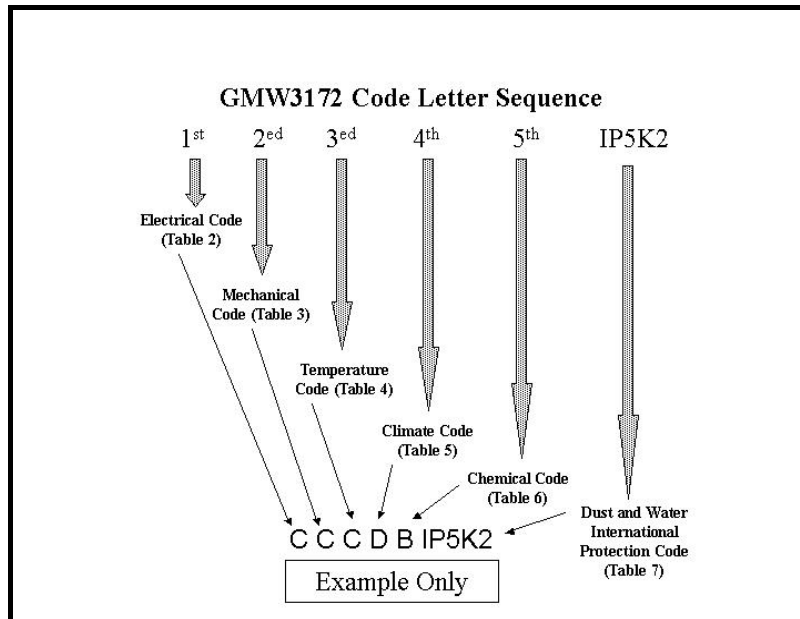 GMW3172 Code Letter Sequence
1st 2ed 3ed 4th 5th IP5K2
Electrical Code
(Table 2)
Mechanical
Code (Table 3)
Temperature
Code (Table 4)
Climate Code
(Table 5)
Chemical Code
(Table 6)
Dust and Water
International
Protection Code
(Table 7)
C C C D B IP5K2
Example Only